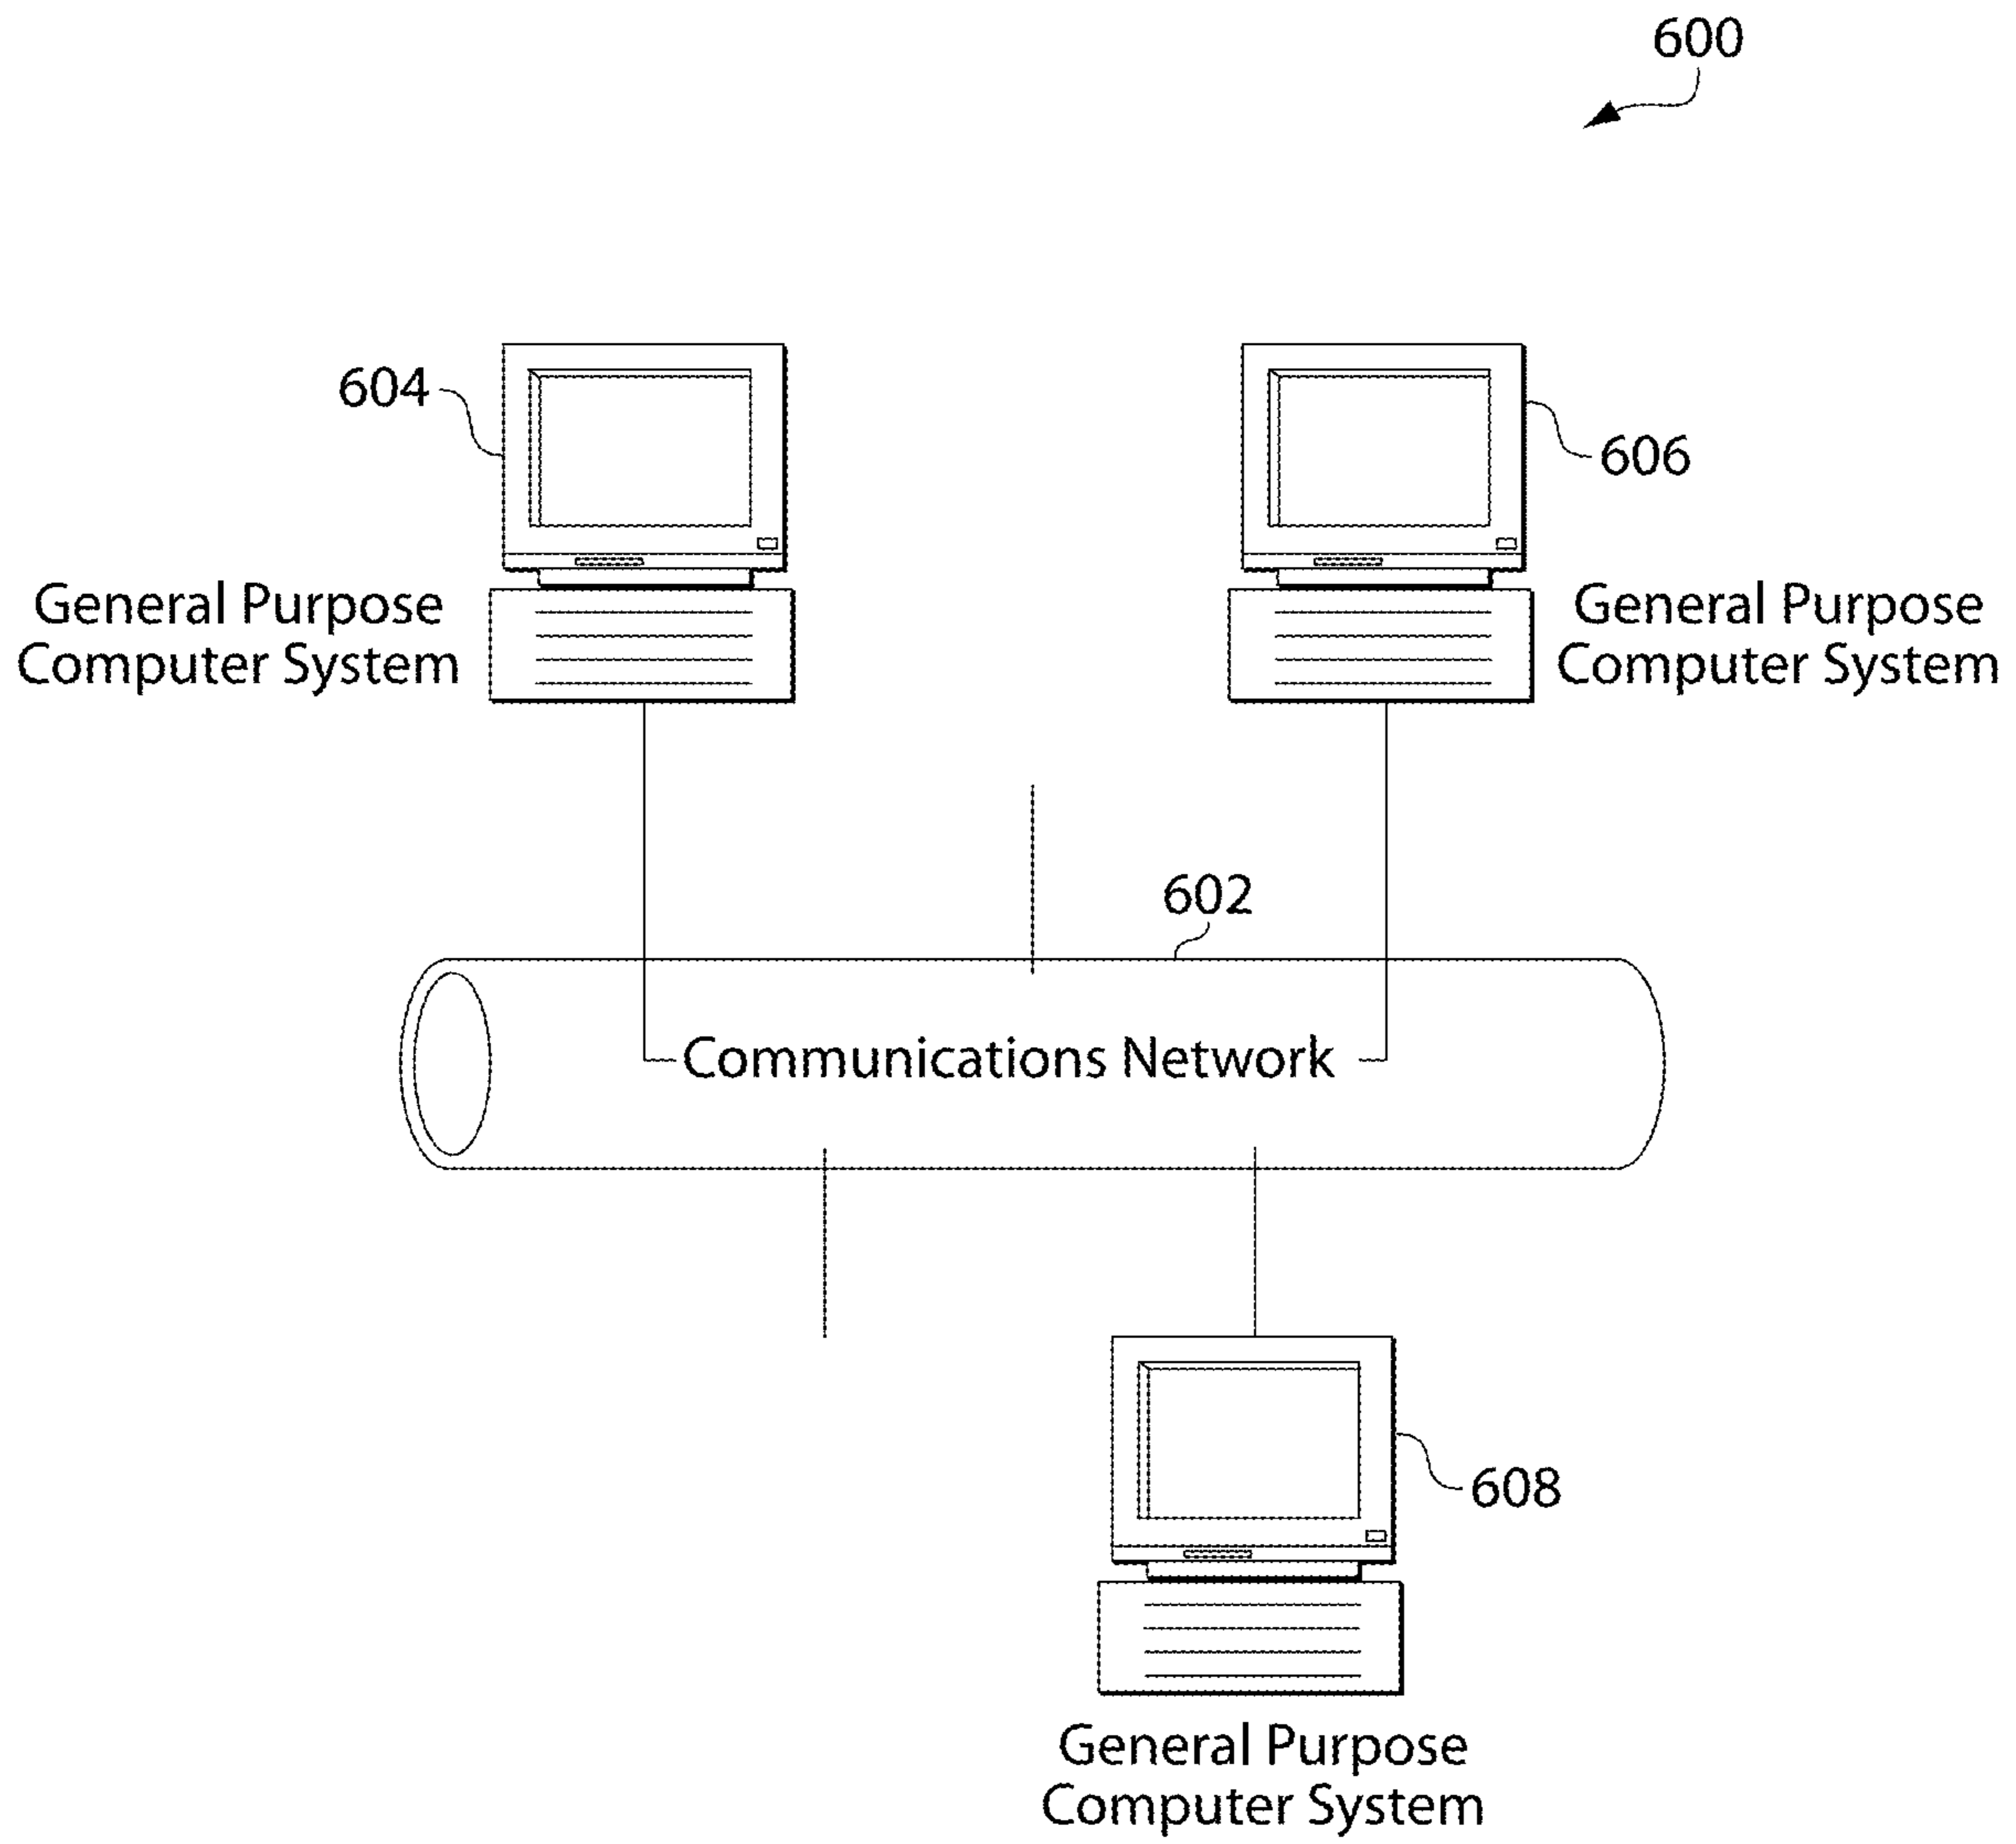 600
604
606
General Purpose
Computer System
General Purpose
Computer System
602
Communications Network
608
General Purpose
Computer System